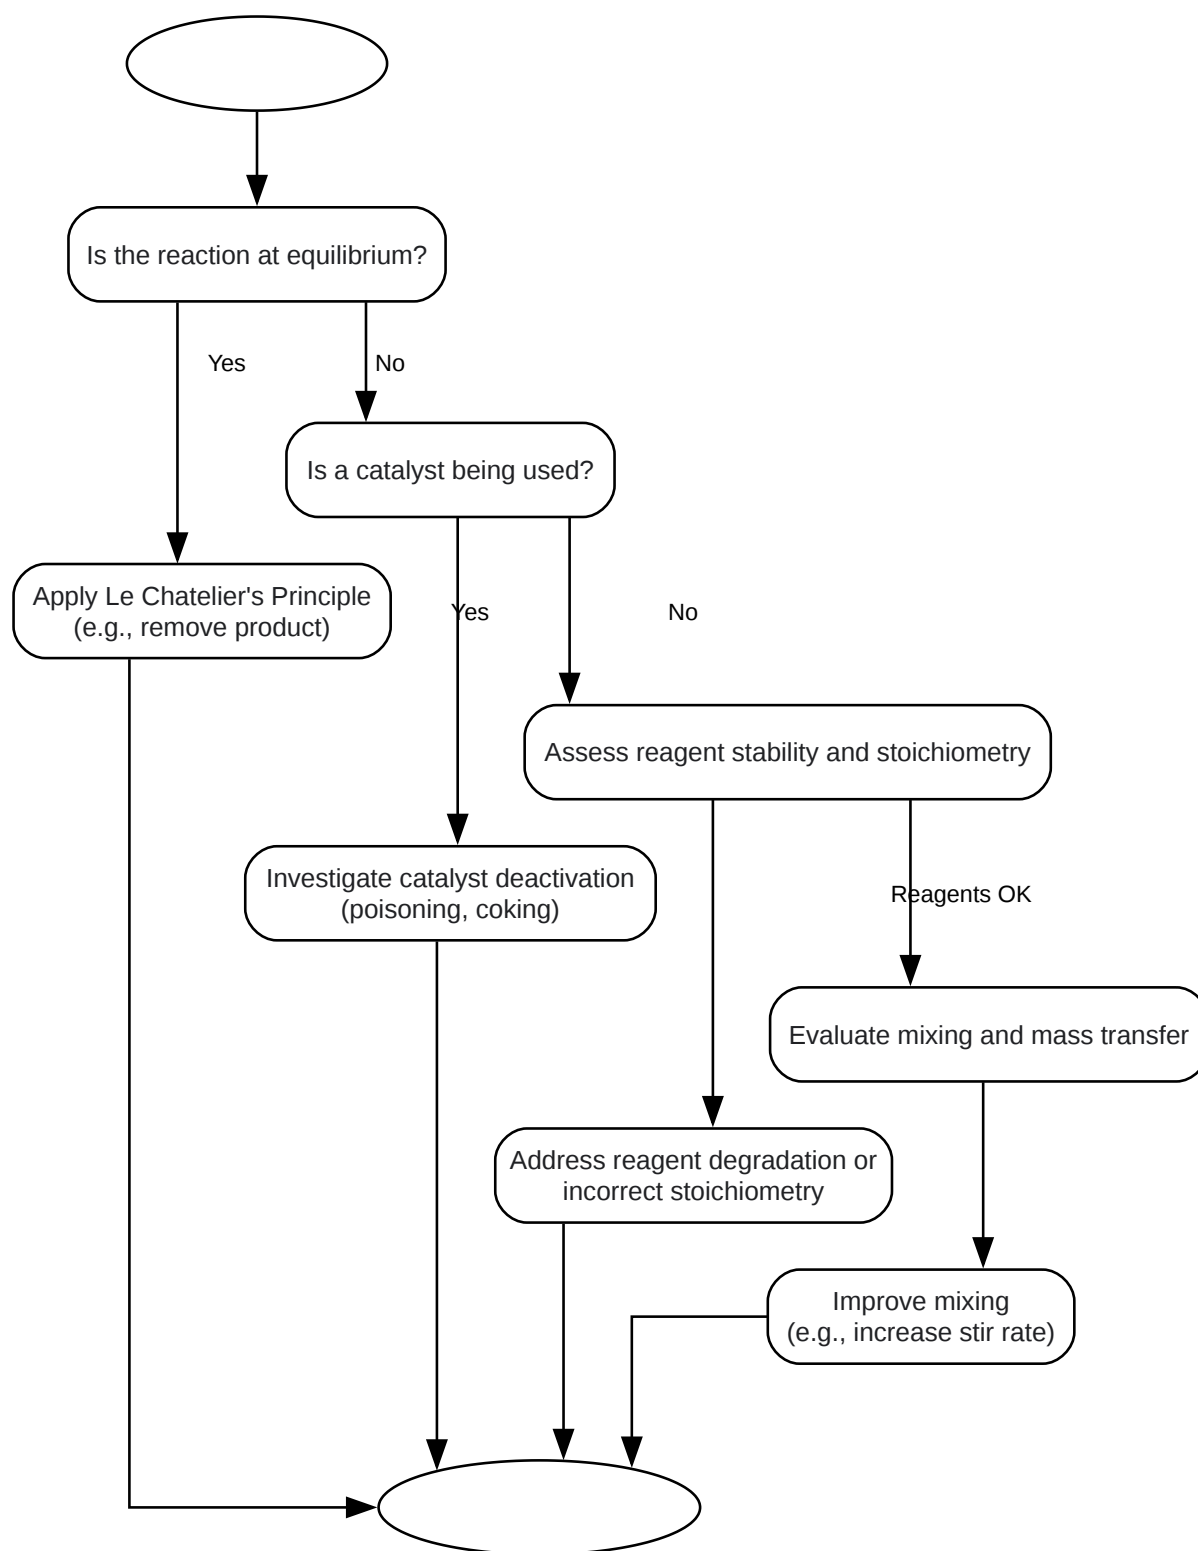 Is the reaction at equilibrium?
Yes
No
Is a catalyst being used?
Apply Le Chatelier's Principle
(e.g., remove product)
Yes
No
Assess reagent stability and stoichiometry
Investigate catalyst deactivation
(poisoning, coking)
Reagents OK
Evaluate mixing and mass transfer
Address reagent degradation or
incorrect stoichiometry
Improve mixing
(e.g., increase stir rate)